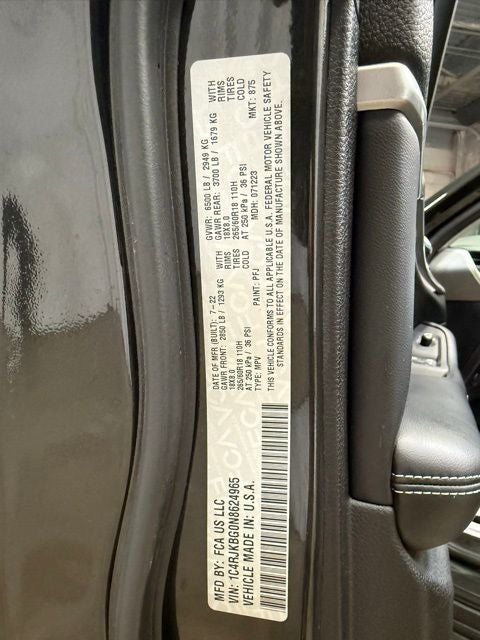 MFD BY: FCA US LLC
VIN: 1C4RJKBG0N8624965
VEHICLE MADE IN: U.S.A.
DATE OF MFR (BUILT): 7-22
GAWR FRONT: 2850 LB / 1293 KG WITH
18X8.0 RIMS
265/60R18 110H TIRES
AT 250 kPa / 36 PSI COLD
TYPE: MPV PAINT: PFJ
GVWR: 6500 LB / 2949 KG
GAWR REAR: 3700 LB / 1679 KG WITH
18X8.0 RIMS
265/60R18 110H TIRES
AT 250 kPa / 36 PSI COLD
MDH: 071223 MKT: 875
THIS VEHICLE CONFORMS TO ALL APPLICABLE U.S.A. FEDERAL MOTOR VEHICLE SAFETY
STANDARDS IN EFFECT ON THE DATE OF MANUFACTURE SHOWN ABOVE.